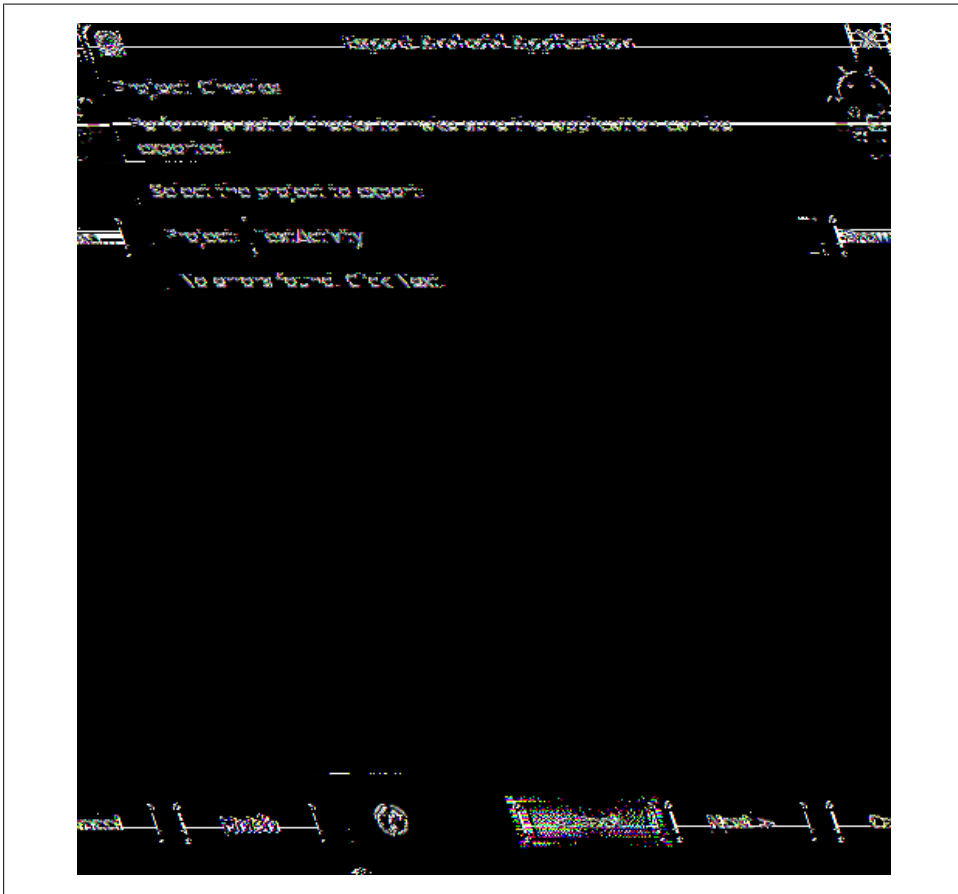 Export Android Application
Project Checks
Performs a set of checks to make sure the application can be
exported.
Select the project to export:
Project: TestActivity
No errors found. Click Next.
Finish
Next >